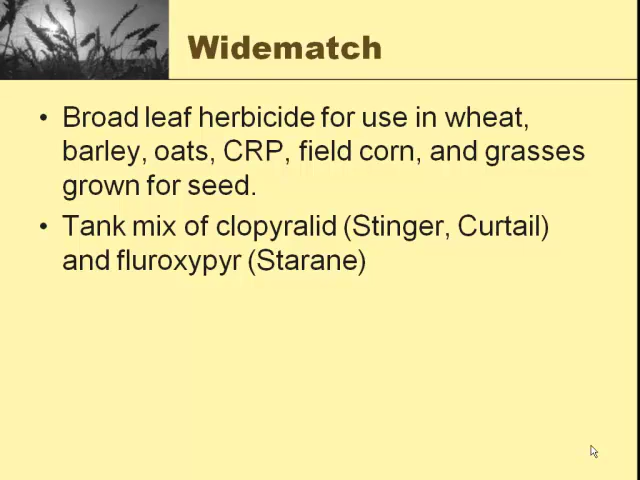 Widematch
• Broad leaf herbicide for use in wheat,
barley, oats, CRP, field corn, and grasses
grown for seed.
• Tank mix of clopyralid (Stinger, Curtail)
and fluroxypyr (Starane)